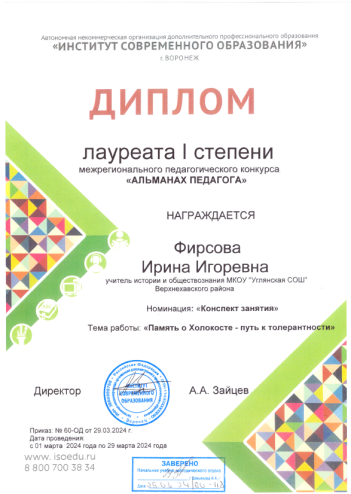 Автономная некоммерческая организация дополнительного профессионального образования
«ИНСТИТУТ СОВРЕМЕННОГО ОБРАЗОВАНИЯ»
г. ВОРОНЕЖ
ДИПЛОМ
лауреата I степени
межрегионального педагогического конкурса
«АЛЬМАНАХ ПЕДАГОГА»
НАГРАЖДАЕТСЯ
Фирсова
Ирина Игоревна
учитель истории и обществознания МКОУ "Углянская СОШ"
Верхнехавского района
Номинация: «Конспект занятия»
Тема работы: «Память о Холокосте - путь к толерантности»
ИНСТИТУТ
СОВРЕМЕННОГО
ОБРАЗОВАНИЯ
Директор
А.А. Зайцев
Приказ: № 60-ОД от 29.03.2024 г.
Дата проведения:
с 01 марта 2024 года по 29 марта 2024 года
www. isoedu.ru
8 800 700 38 34
ЗАВЕРЕНО